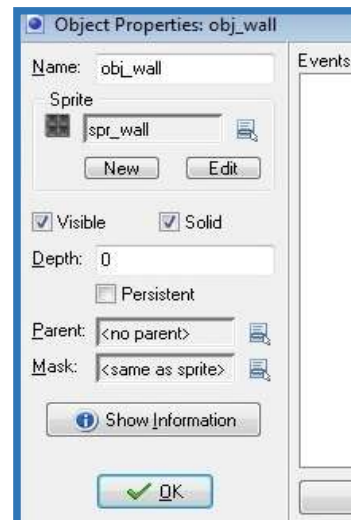 Object Properties: obj_wall
Name: obj_wall
Events
Sprite
spr_wall
New Edit
Visible Solid
Depth: 0
Persistent
Parent: <no parent>
Mask: <same as sprite>
Show Information
OK